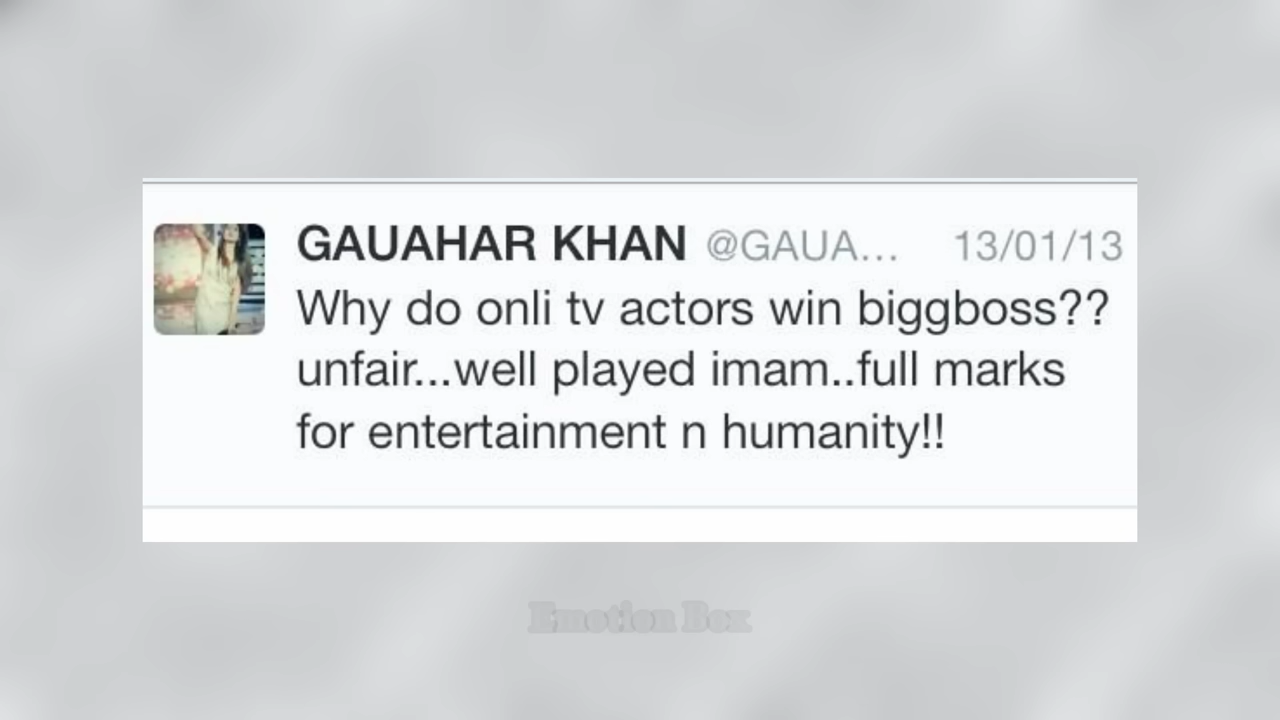 GAUAHAR KHAN @GAUA... 13/01/13
Why do onli tv actors win biggboss??
unfair...well played imam..full marks
for entertainment n humanity!!
Emotion Box